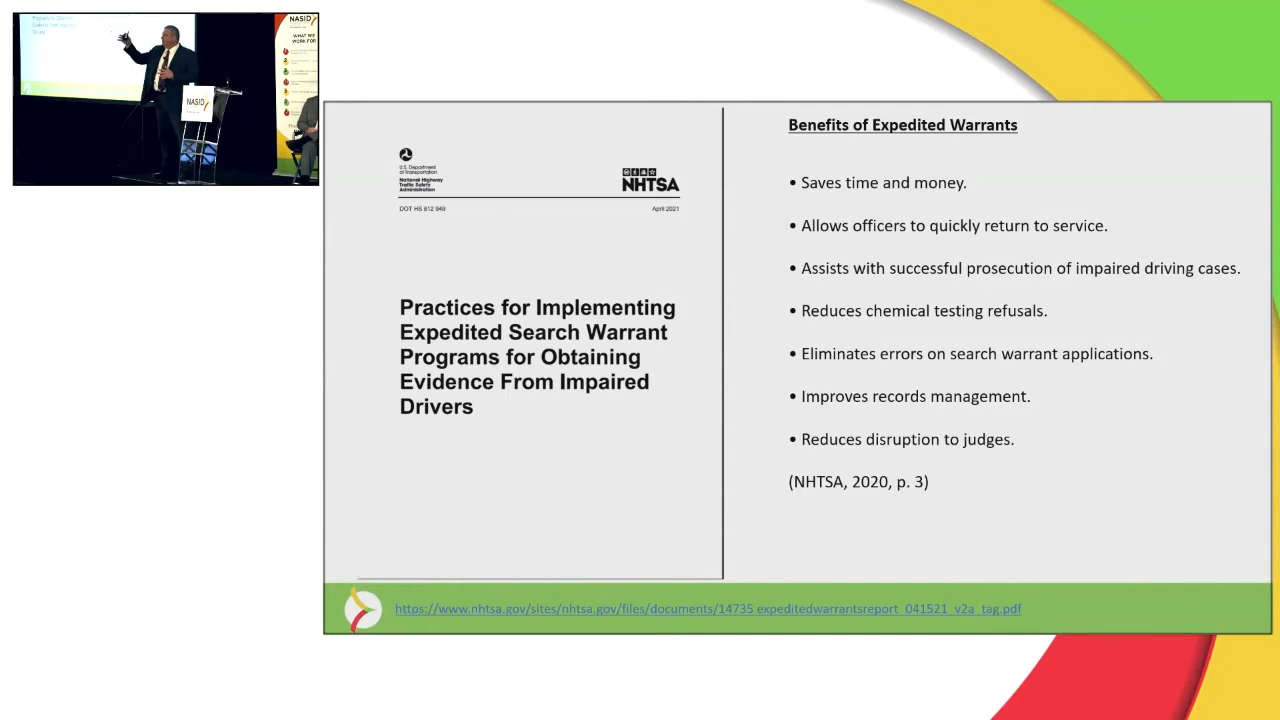 NASID
WHAT WE
WORK FOR
NASID
U.S. Department
of Transportation
National Highway
Traffic Safety
Administration
NHTSA
DOT HS 812 949
April 2021
Practices for Implementing
Expedited Search Warrant
Programs for Obtaining
Evidence From Impaired
Drivers
Benefits of Expedited Warrants
• Saves time and money.
• Allows officers to quickly return to service.
• Assists with successful prosecution of impaired driving cases.
• Reduces chemical testing refusals.
• Eliminates errors on search warrant applications.
• Improves records management.
• Reduces disruption to judges.
(NHTSA, 2020, p. 3)
https://www.nhtsa.gov/sites/nhtsa.gov/files/documents/14735 expeditedwarrantsreport_041521_v2a_tag.pdf